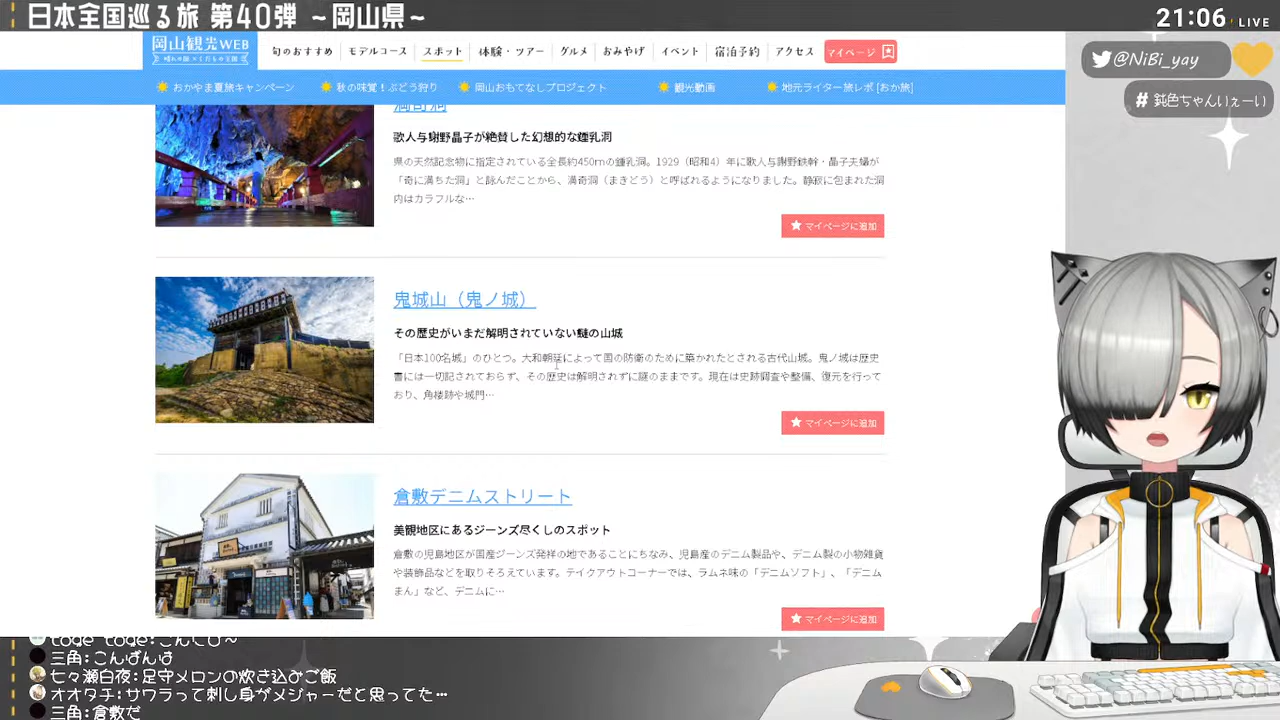 日本全国巡る旅 第40弾 ~岡山県~
21:06 LIVE
岡山観光WEB
旬のおすすめ
モデルコース
スポット
体験・ツアー
グルメ
おみやげ
イベント
宿泊予約
アクセス
マイページ
@NiBi_yay
# 鈍色ちゃんいぇーい
おかやま夏旅キャンペーン
秋の味覚!ぶどう狩り
岡山おもてなしプロジェクト
観光動画
地元ライター旅レポ [おか旅]
満奇洞
歌人与謝野晶子が絶賛した幻想的な鍾乳洞
県の天然記念物に指定されている全長約450mの鍾乳洞。1929(昭和4)年に歌人与謝野鉄幹・晶子夫婦が
「奇に満ちた洞」と詠んだことから、満奇洞(まきどう)と呼ばれるようになりました。静寂に包まれた洞
内はカラフルな…
マイページに追加
鬼城山(鬼ノ城)
その歴史がいまだ解明されていない謎の山城
「日本100名城」のひとつ。大和朝廷によって国の防衛のために築かれたとされる古代山城。鬼ノ城は歴史
書には一切記されておらず、その歴史は解明されずに謎のままです。現在は史跡調査や整備、復元を行って
おり、角楼跡や城門…
マイページに追加
倉敷デニムストリート
美観地区にあるジーンズ尽くしのスポット
倉敷の児島地区が国産ジーンズ発祥の地であることにちなみ、児島産のデニム製品や、デニム製の小物雑貨
や装飾品などを取りそろえています。テイクアウトコーナーでは、ラムネ味の「デニムソフト」、「デニム
まん」など、デニムに…
マイページに追加
toge toge:こんにび~
三角:こんばんは
七々瀬白夜:足守メロンの炊き込みご飯
オオタチ:サワラって刺し身がメジャーだと思ってた…
三角:倉敷だ